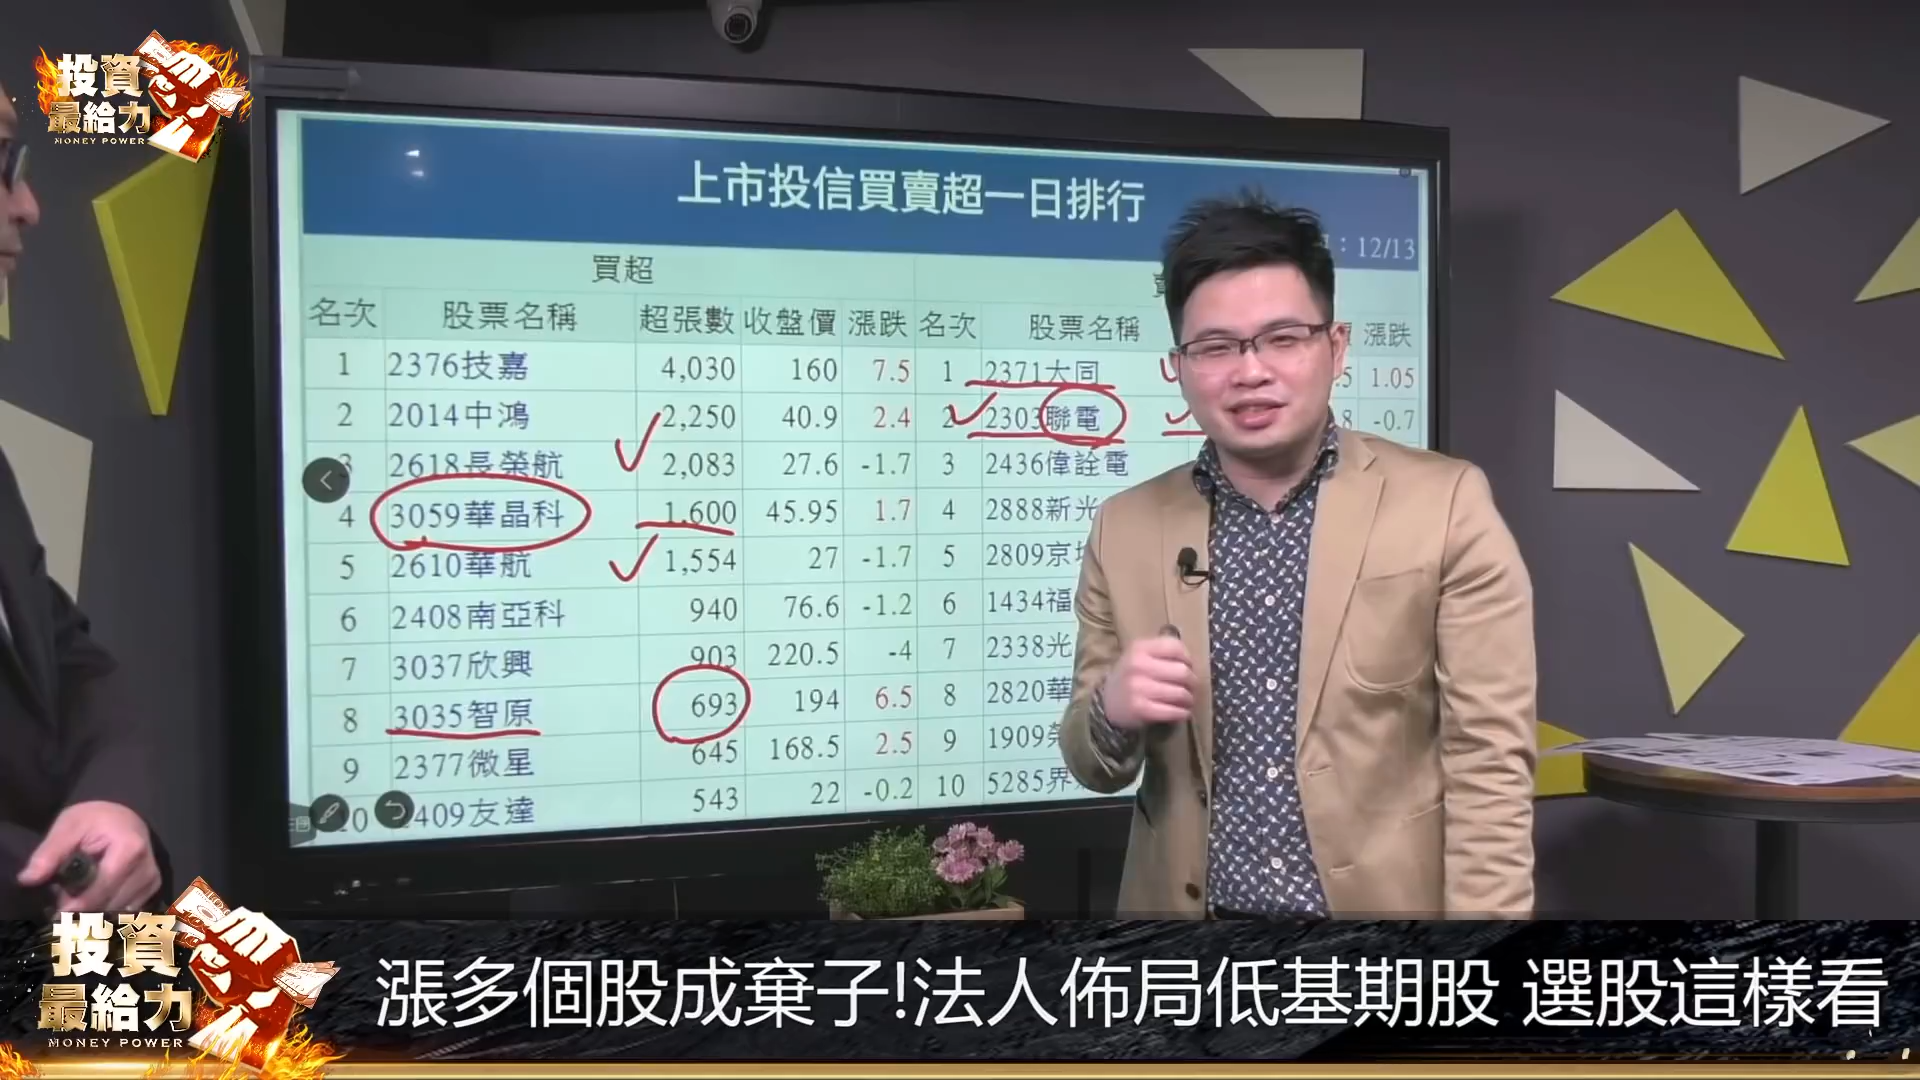 投資
最給力
MONEY POWER
上市投信買賣超一日排行
：12/13
買超
名次 股票名稱 超張數 收盤價 漲跌 名次 股票名稱 漲跌
1 2376技嘉 4,030 160 7.5 1 2371大同 5 1.05
2 2014中鴻 2,250 40.9 2.4 2 2303聯電 8 -0.7
3 2618長榮航 2,083 27.6 -1.7 3 2436偉詮電
4 3059華晶科 1,600 45.95 1.7 4 2888新光
5 2610華航 1,554 27 -1.7 5 2809京
6 2408南亞科 940 76.6 -1.2 6 1434福
7 3037欣興 903 220.5 -4 7 2338光
8 3035智原 693 194 6.5 8 2820華
9 2377微星 645 168.5 2.5 9 1909
10 2409友達 543 22 -0.2 10 5285界
投資
最給力
MONEY POWER
漲多個股成棄子!法人佈局低基期股 選股這樣看